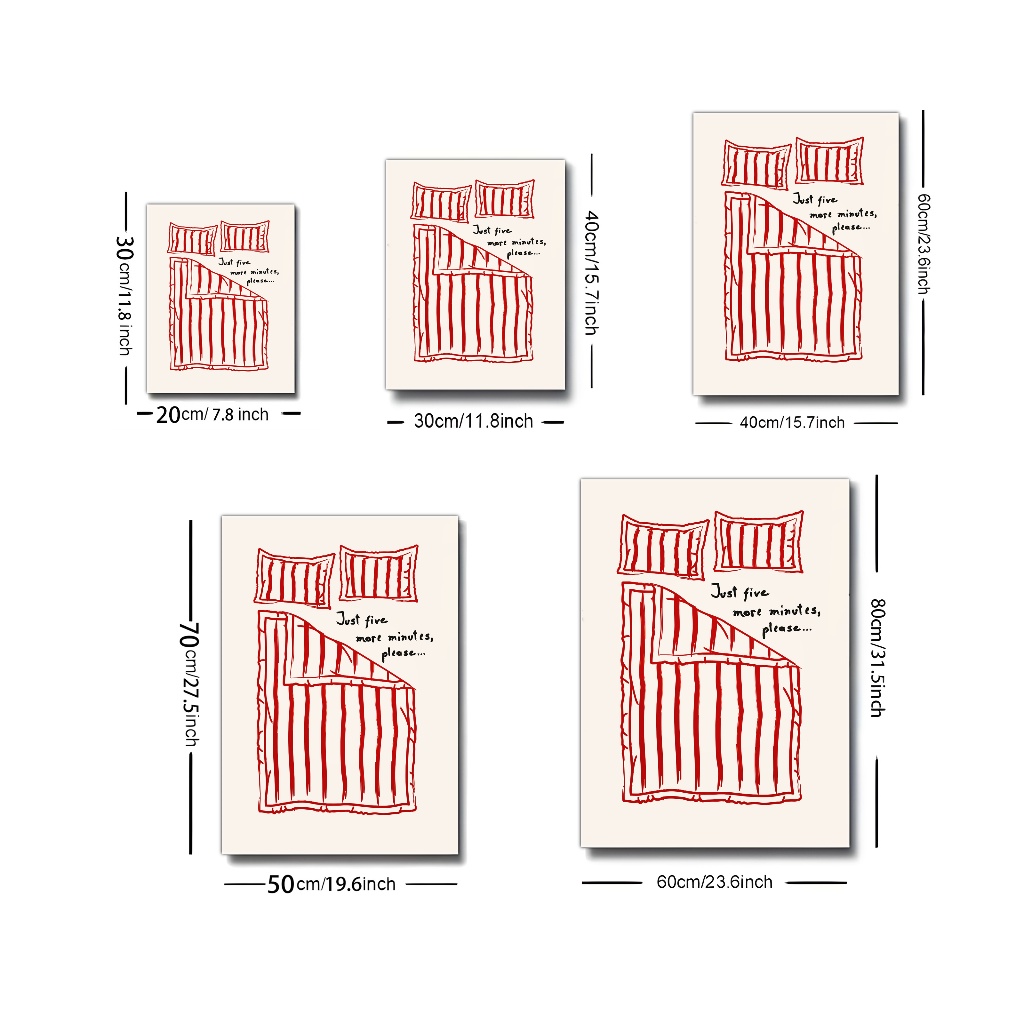 Just five
more minutes,
please...
30cm/11.8 inch
20cm/ 7.8 inch
Just five
more minutes,
please...
40cm/15.7inch
30cm/11.8inch
Just five
more minutes,
please...
60cm/23.6inch
40cm/15.7inch
Just five
more minutes,
please...
70cm/27.5inch
50cm/19.6inch
Just five
more minutes,
please...
80cm/31.5inch
60cm/23.6inch